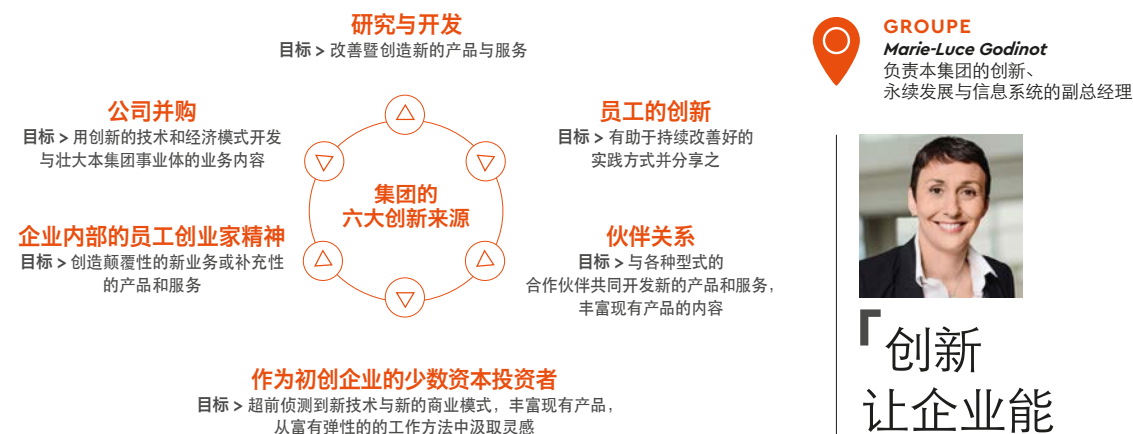 研究与开发
目标 > 改善暨创造新的产品与服务
公司并购
目标 > 用创新的技术和经济模式开发
与壮大本集团事业体的业务内容
员工的创新
目标 > 有助于持续改善好的
实践方式并分享之
集团的
六大创新来源
企业内部的员工创业家精神
目标 > 创造颠覆性的新业务或补充性
的产品和服务
伙伴关系
目标 > 与各种型式的
合作伙伴共同开发新的产品和服务，
丰富现有产品的内容
作为初创企业的少数资本投资者
目标 > 超前侦测到新技术与新的商业模式，丰富现有产品，
从富有弹性的的工作方法中汲取灵感
GROUPE
Marie-Luce Godinot
负责本集团的创新、
永续发展与信息系统的副总经理
「创新
让企业能